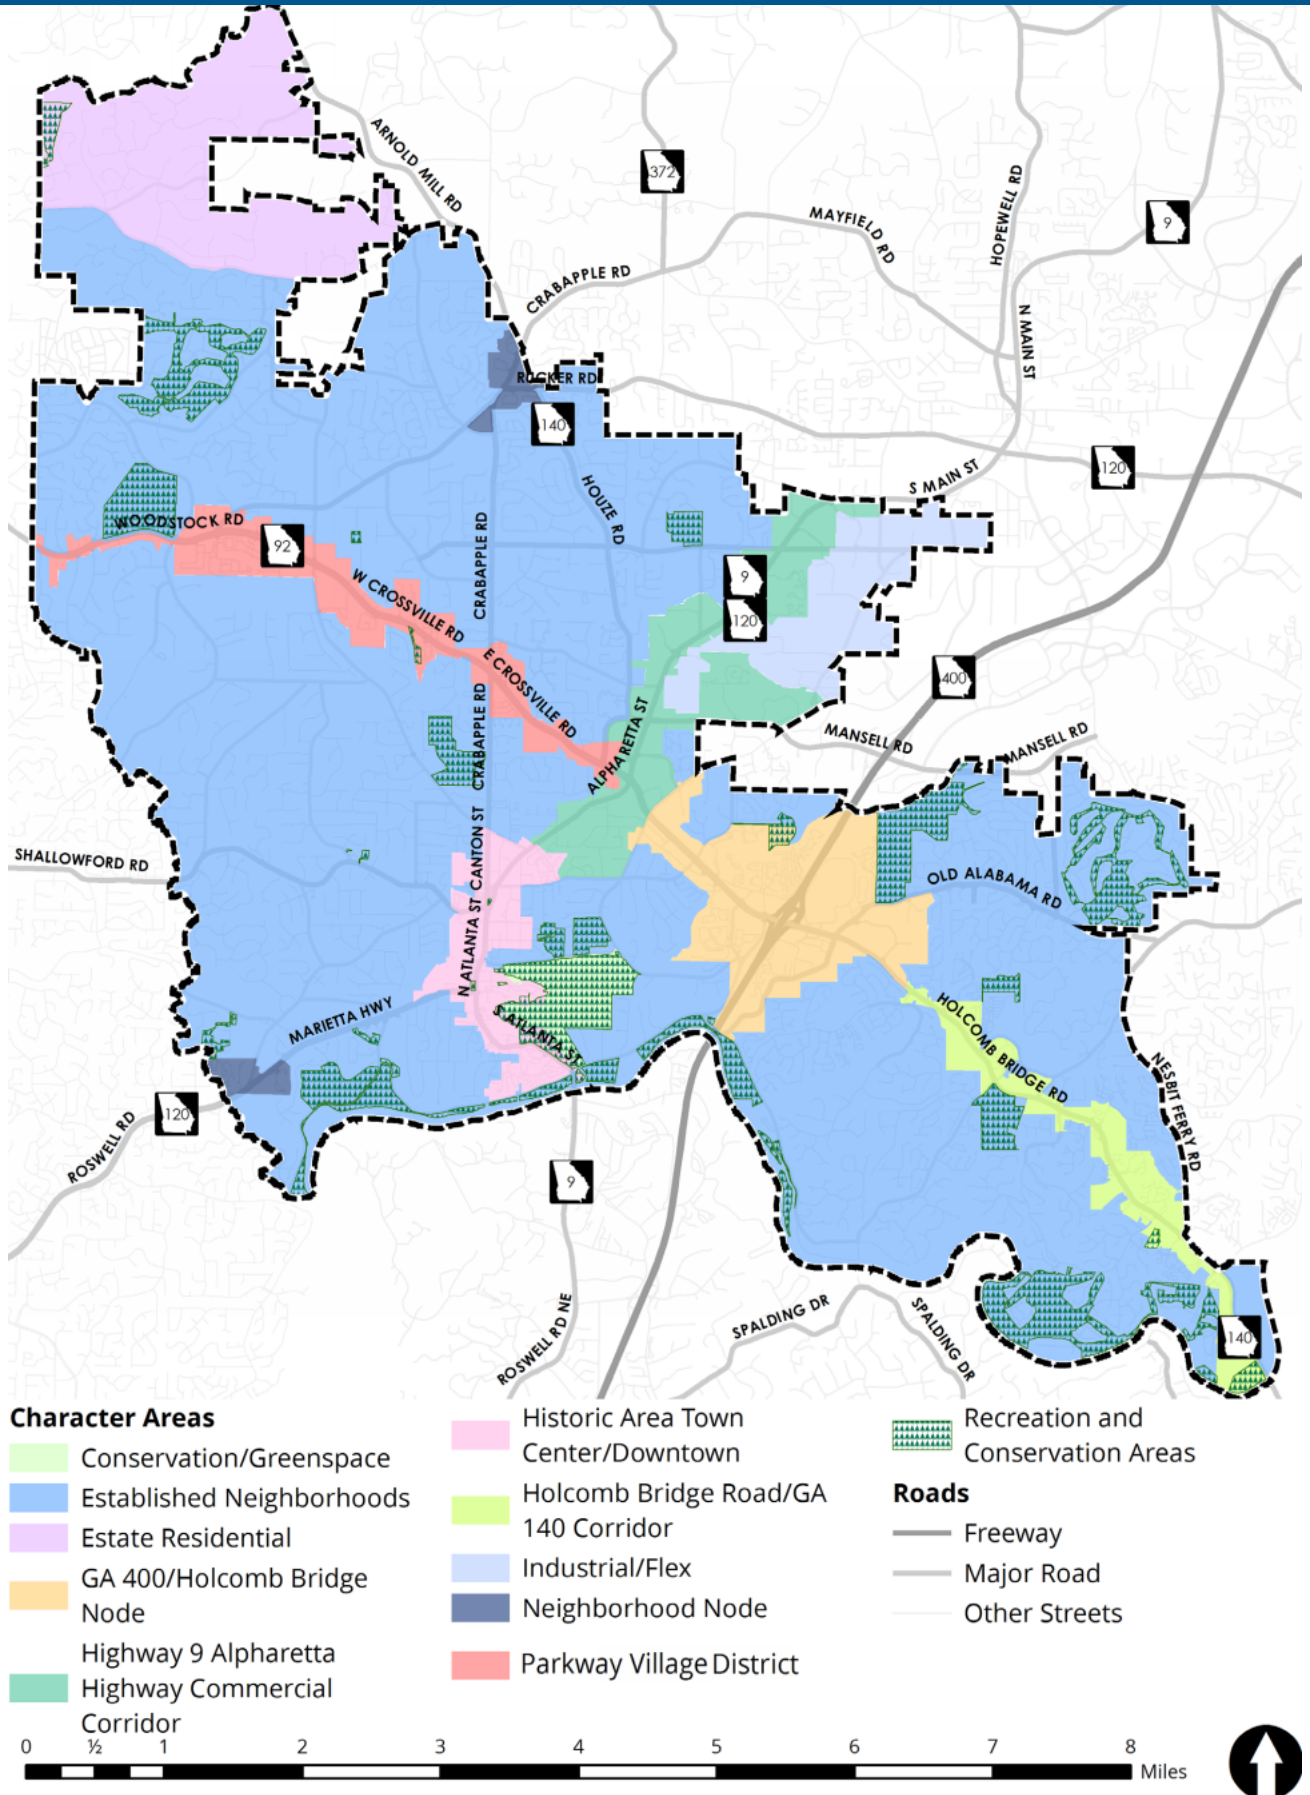 ARNOLD MILL RD
372
MAYFIELD RD
HOPEWELL RD
9
CRABAPPLE RD
N MAIN ST
RUCKER RD
140
120
S MAIN ST
HOUZE RD
WOODSTOCK RD
92
CRABAPPLE RD
9
120
W CROSSVILLE RD
E CROSSVILLE RD
400
CRABAPPLE RD
ALPHARETTA ST
MANSELL RD
MANSELL RD
SHALLOWFORD RD
CANTON ST
OLD ALABAMA RD
N ATLANTA ST
MARIETTA HWY
S ATLANTA ST
HOLCOMB BRIDGE RD
NESBIT FERRY RD
120
ROSWELL RD
9
ROSWELL RD NE
SPALDING DR
SPALDING DR
140
Character Areas
Conservation/Greenspace
Established Neighborhoods
Estate Residential
GA 400/Holcomb Bridge
Node
Highway 9 Alpharetta
Highway Commercial
Corridor
Historic Area Town
Center/Downtown
Holcomb Bridge Road/GA
140 Corridor
Industrial/Flex
Neighborhood Node
Parkway Village District
Recreation and
Conservation Areas
Roads
Freeway
Major Road
Other Streets
0 ½ 1 2 3 4 5 6 7 8
Miles